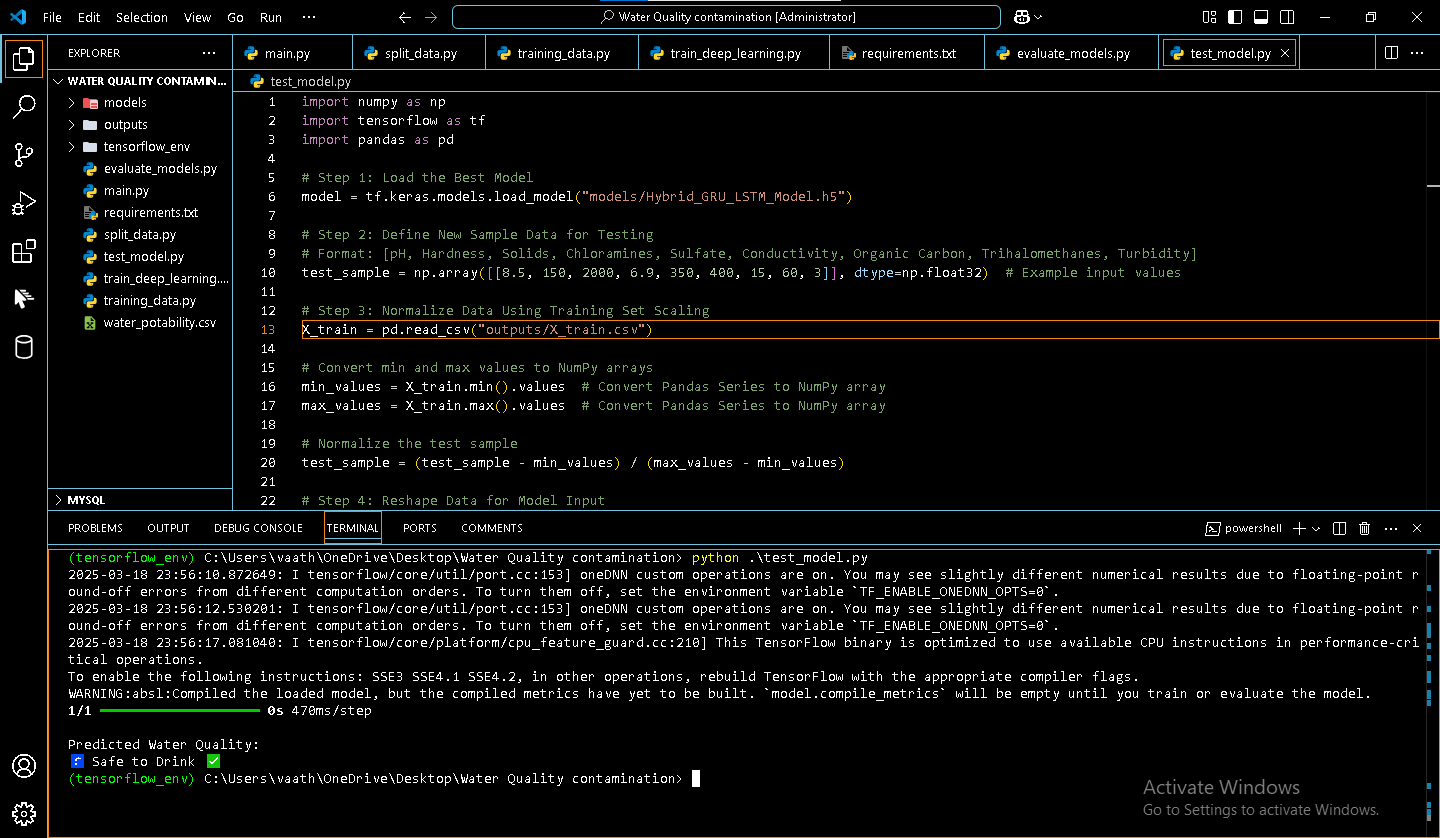 File Edit Selection View Go Run ··· Water Quality contamination [Administrator]
EXPLORER ···
WATER QUALITY CONTAMIN...
models
outputs
tensorflow_env
evaluate_models.py
main.py
requirements.txt
split_data.py
test_model.py
train_deep_learning....
training_data.py
water_potability.csv
MYSQL
main.py split_data.py training_data.py train_deep_learning.py requirements.txt evaluate_models.py test_model.py ···
test_model.py
1 import numpy as np
2 import tensorflow as tf
3 import pandas as pd
4
5 # Step 1: Load the Best Model
6 model = tf.keras.models.load_model("models/Hybrid_GRU_LSTM_Model.h5")
7
8 # Step 2: Define New Sample Data for Testing
9 # Format: [pH, Hardness, Solids, Chloramines, Sulfate, Conductivity, Organic Carbon, Trihalomethanes, Turbidity]
10 test_sample = np.array([[8.5, 150, 2000, 6.9, 350, 400, 15, 60, 3]], dtype=np.float32)  # Example input values
11
12 # Step 3: Normalize Data Using Training Set Scaling
13 X_train = pd.read_csv("outputs/X_train.csv")
14
15 # Convert min and max values to NumPy arrays
16 min_values = X_train.min().values  # Convert Pandas Series to NumPy array
17 max_values = X_train.max().values  # Convert Pandas Series to NumPy array
18
19 # Normalize the test sample
20 test_sample = (test_sample - min_values) / (max_values - min_values)
21
22 # Step 4: Reshape Data for Model Input
PROBLEMS OUTPUT DEBUG CONSOLE TERMINAL PORTS COMMENTS powershell ···
(tensorflow_env) C:\Users\vaath\OneDrive\Desktop\Water Quality contamination> python .\test_model.py
2025-03-18 23:56:10.872649: I tensorflow/core/util/port.cc:153] oneDNN custom operations are on. You may see slightly different numerical results due to floating-point r
ound-off errors from different computation orders. To turn them off, set the environment variable `TF_ENABLE_ONEDNN_OPTS=0`.
2025-03-18 23:56:12.530201: I tensorflow/core/util/port.cc:153] oneDNN custom operations are on. You may see slightly different numerical results due to floating-point r
ound-off errors from different computation orders. To turn them off, set the environment variable `TF_ENABLE_ONEDNN_OPTS=0`.
2025-03-18 23:56:17.081040: I tensorflow/core/platform/cpu_feature_guard.cc:210] This TensorFlow binary is optimized to use available CPU instructions in performance-cri
tical operations.
To enable the following instructions: SSE3 SSE4.1 SSE4.2, in other operations, rebuild TensorFlow with the appropriate compiler flags.
WARNING:absl:Compiled the loaded model, but the compiled metrics have yet to be built. `model.compile_metrics` will be empty until you train or evaluate the model.
1/1 0s 470ms/step
Predicted Water Quality:
Safe to Drink ✅
(tensorflow_env) C:\Users\vaath\OneDrive\Desktop\Water Quality contamination>
Activate Windows
Go to Settings to activate Windows.